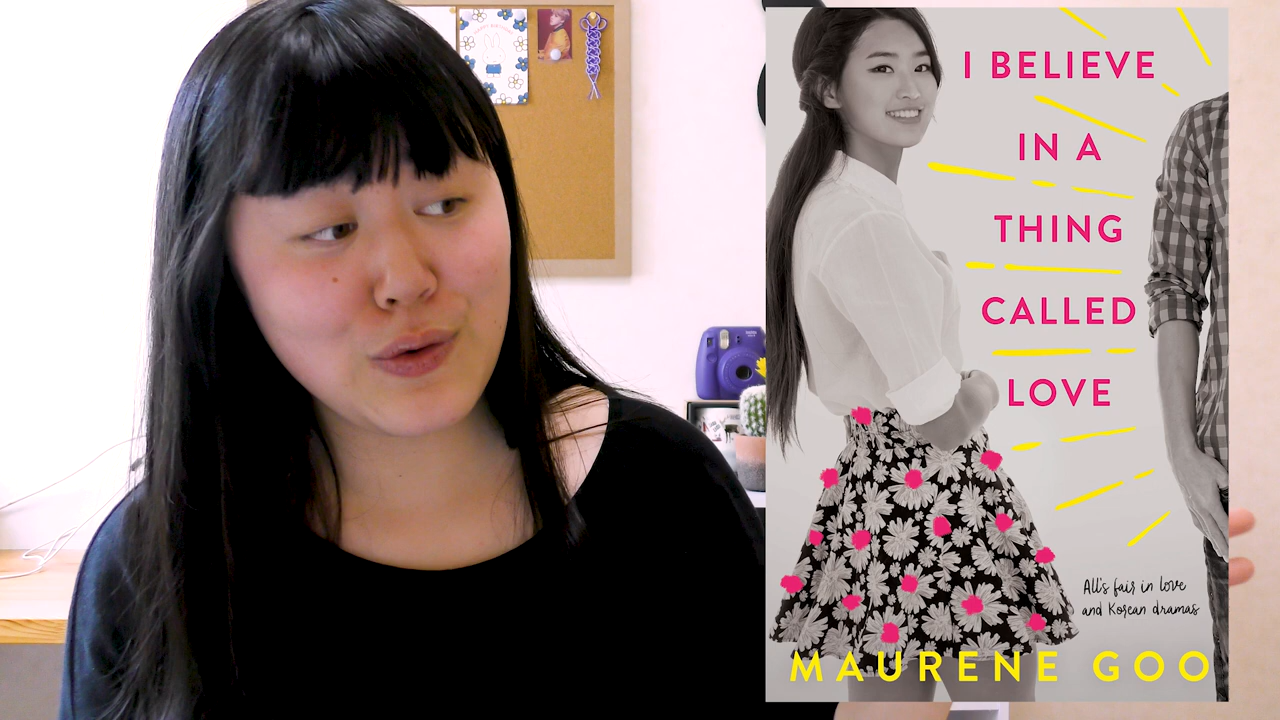 I BELIEVE
IN A
THING
CALLED
LOVE
All's fair in love
and Korean dramas
MAURENE GOO